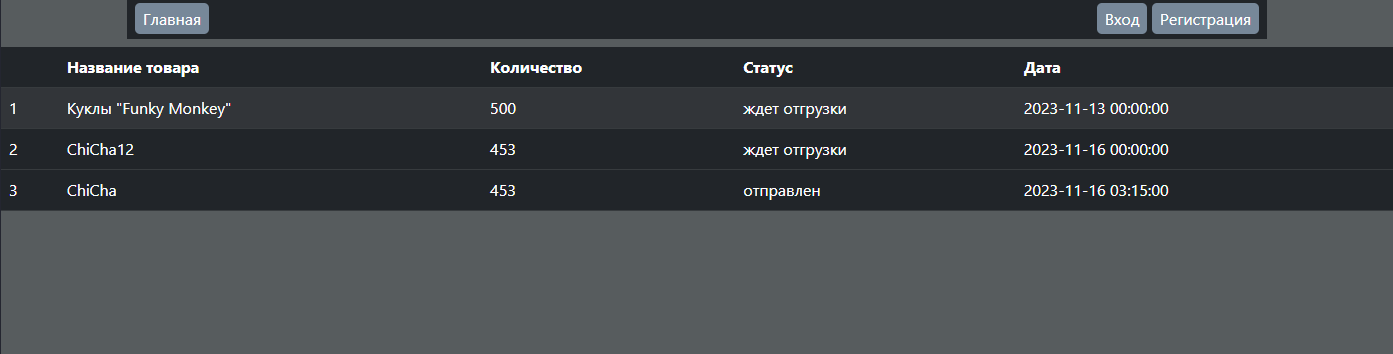 Главная Вход Регистрация
Название товара Количество Статус Дата
1 Куклы "Funky Monkey" 500 ждет отгрузки 2023-11-13 00:00:00
2 ChiCha12 453 ждет отгрузки 2023-11-16 00:00:00
3 ChiCha 453 отправлен 2023-11-16 03:15:00